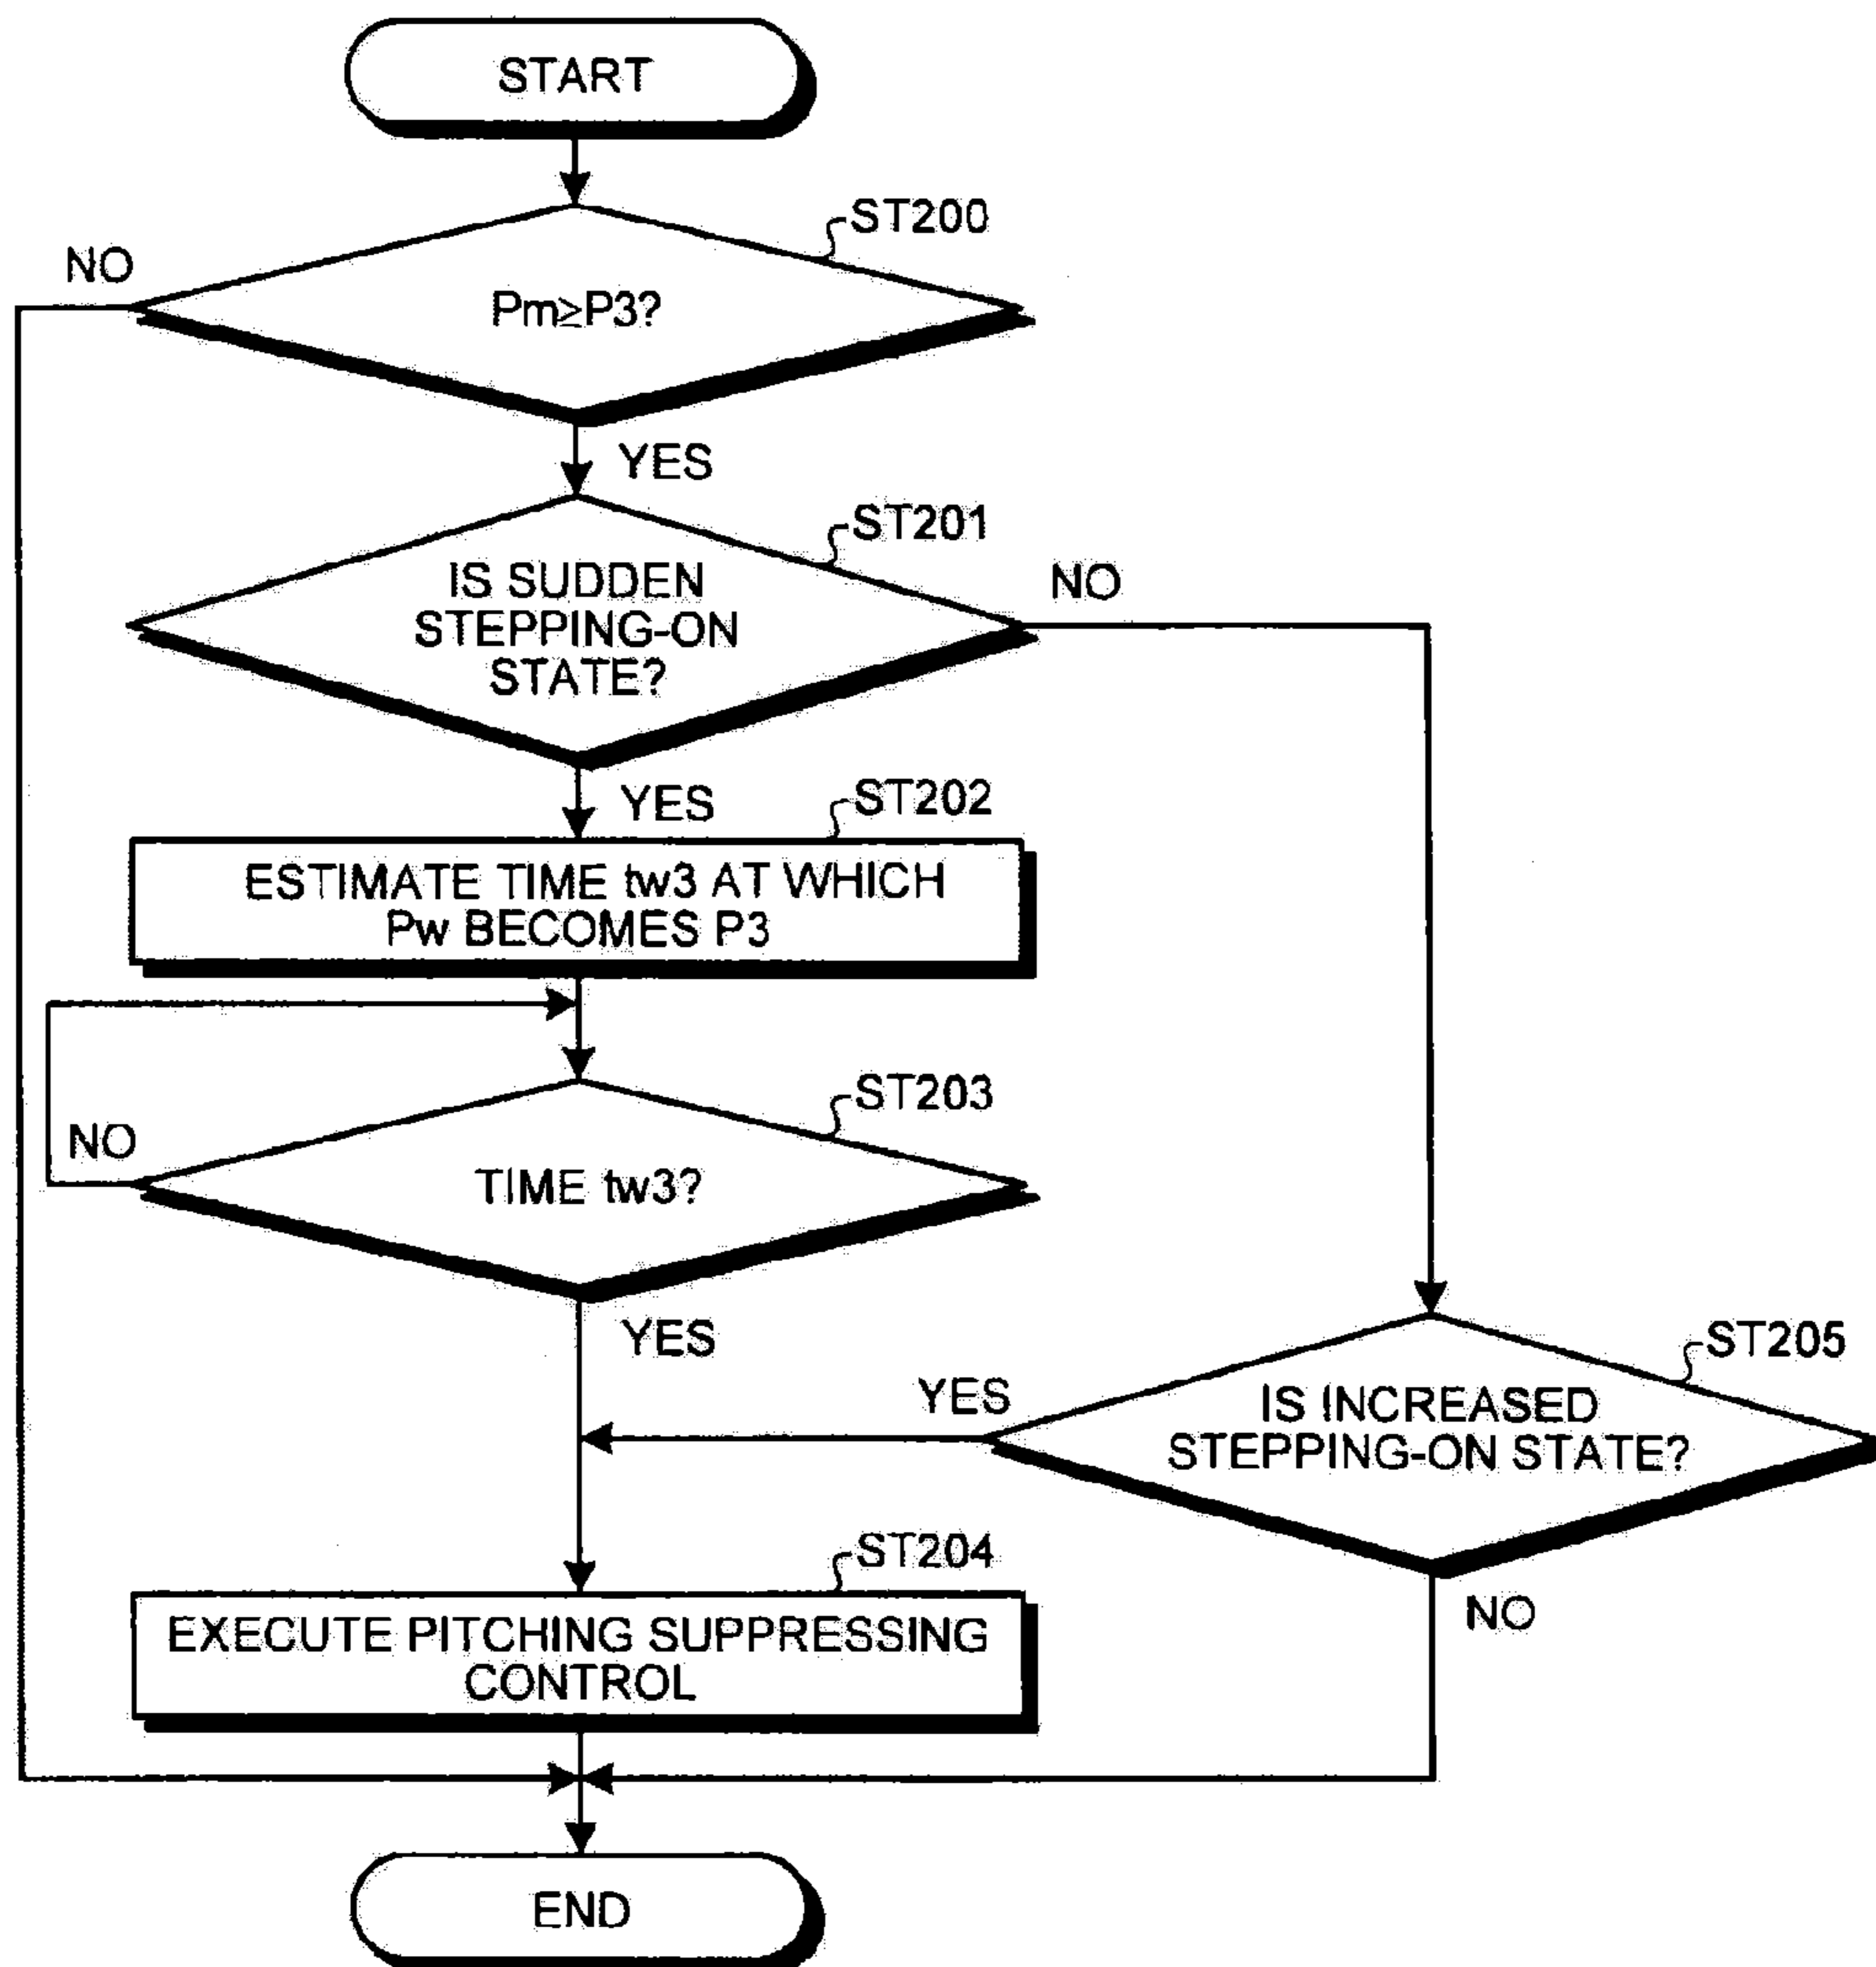 START
ST200
NO
Pm≥P3?
YES
ST201
IS SUDDEN
STEPPING-ON
STATE?
NO
YES
ST202
ESTIMATE TIME tw3 AT WHICH
Pw BECOMES P3
ST203
NO
TIME tw3?
YES
ST205
YES
IS INCREASED
STEPPING-ON STATE?
ST204
NO
EXECUTE PITCHING SUPPRESSING
CONTROL
END